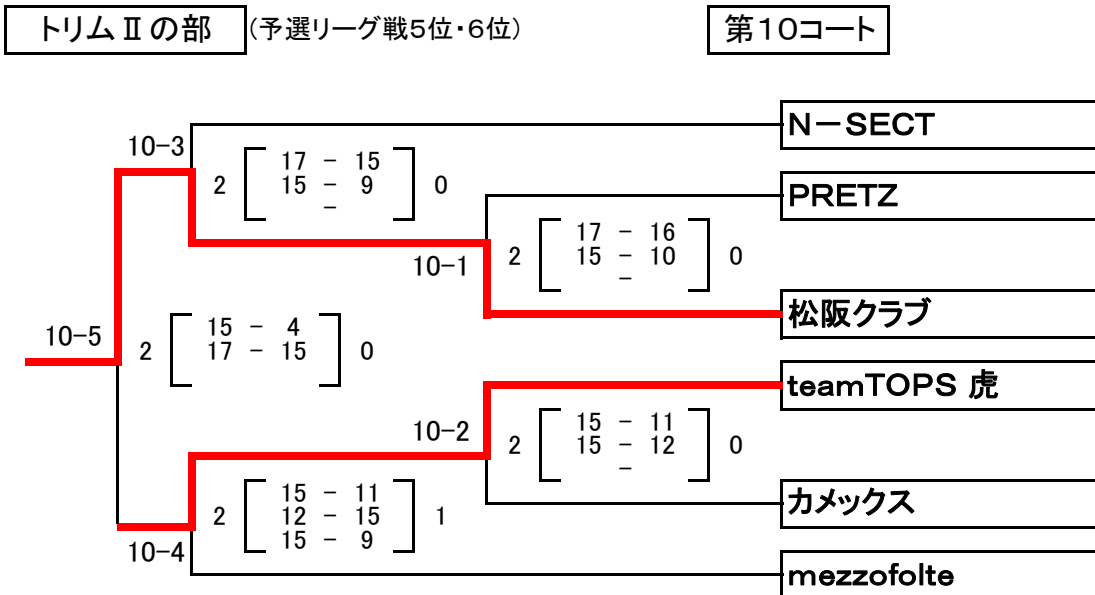 トリムⅡの部 (予選リーグ戦5位・6位) 第10コート
N－SECT
10-3
17 - 15
2 15 - 9 0
-
PRETZ
17 - 16
10-1 2 15 - 10 0
-
松阪クラブ
15 - 4
10-5 2 17 - 15 0
teamTOPS 虎
15 - 11
10-2 2 15 - 12 0
-
カメックス
15 - 11
2 12 - 15 1
15 - 9
10-4
mezzofolte